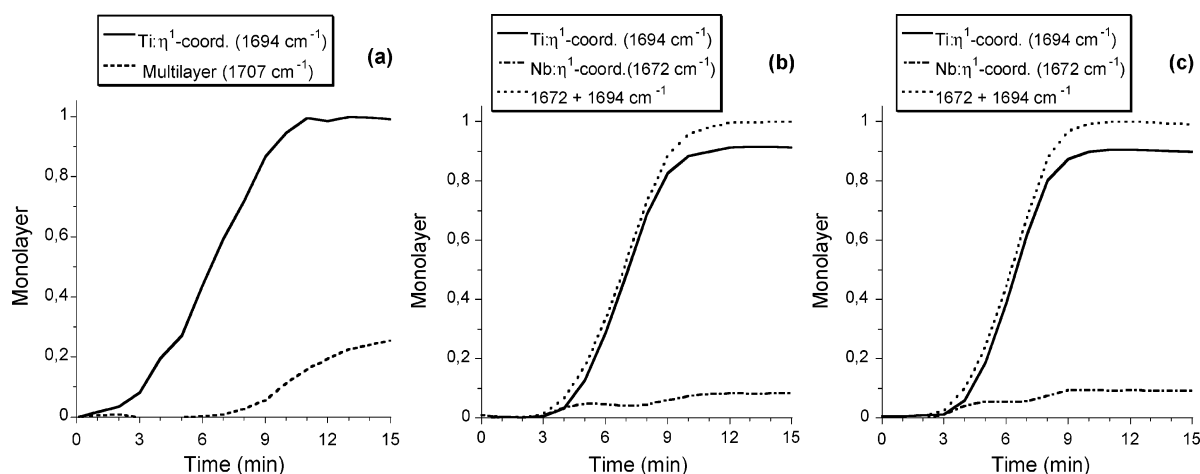 Ti:η¹-coord. (1694 cm⁻¹)
Multilayer (1707 cm⁻¹)
(a)
1
0,8
0,6
0,4
0,2
0
Monolayer
0 3 6 9 12 15
Time (min)
Ti:η¹-coord. (1694 cm⁻¹)
Nb:η¹-coord.(1672 cm⁻¹)
1672 + 1694 cm⁻¹
(b)
1
0,8
0,6
0,4
0,2
0
Monolayer
0 3 6 9 12 15
Time (min)
Ti:η¹-coord. (1694 cm⁻¹)
Nb:η¹-coord. (1672 cm⁻¹)
1672 + 1694 cm⁻¹
(c)
1
0,8
0,6
0,4
0,2
0
Monolayer
0 3 6 9 12 15
Time (min)